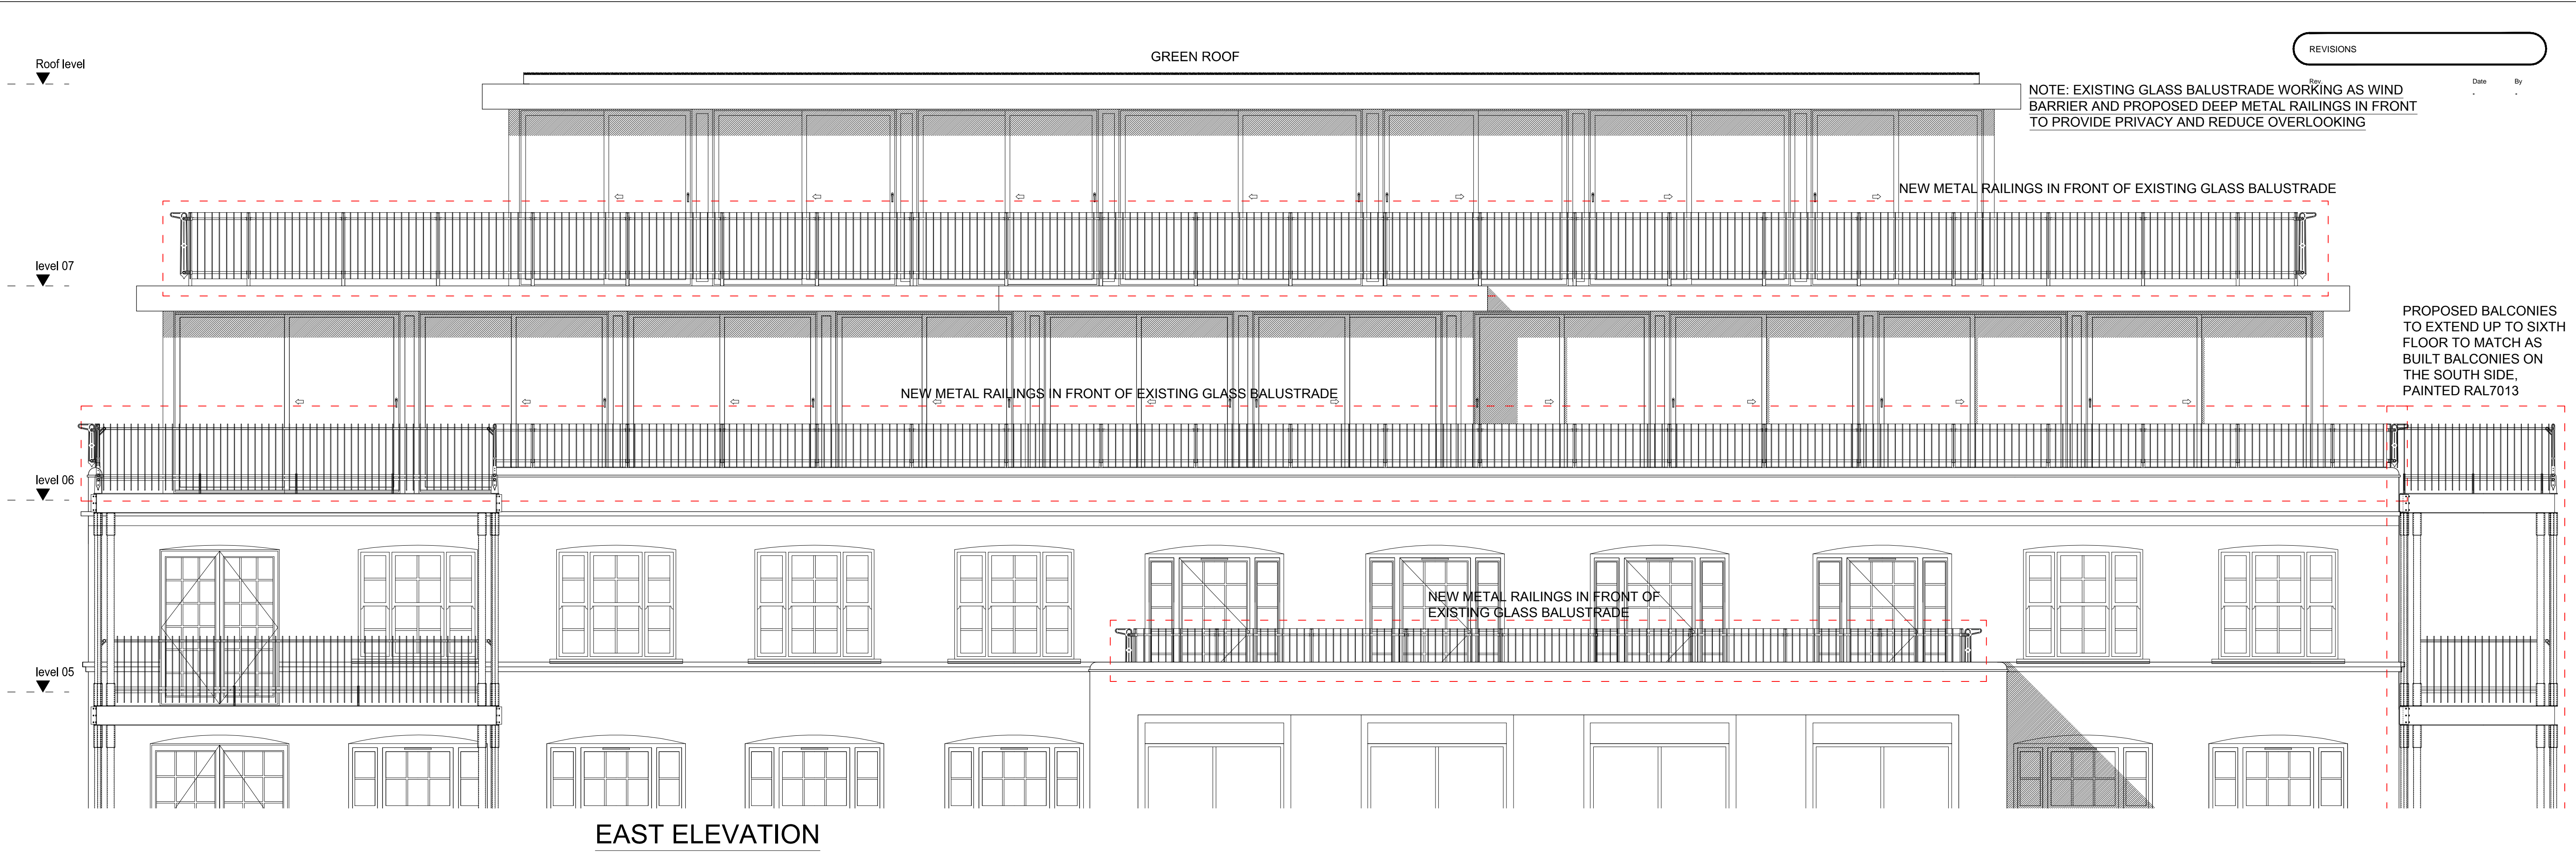 GREEN ROOF
REVISIONS
Roof level
Rev. Date By
- - -
NOTE: EXISTING GLASS BALUSTRADE WORKING AS WIND
BARRIER AND PROPOSED DEEP METAL RAILINGS IN FRONT
TO PROVIDE PRIVACY AND REDUCE OVERLOOKING
NEW METAL RAILINGS IN FRONT OF EXISTING GLASS BALUSTRADE
level 07
PROPOSED BALCONIES
TO EXTEND UP TO SIXTH
FLOOR TO MATCH AS
BUILT BALCONIES ON
THE SOUTH SIDE,
PAINTED RAL7013
NEW METAL RAILINGS IN FRONT OF EXISTING GLASS BALUSTRADE
level 06
NEW METAL RAILINGS IN FRONT OF
EXISTING GLASS BALUSTRADE
level 05
EAST ELEVATION